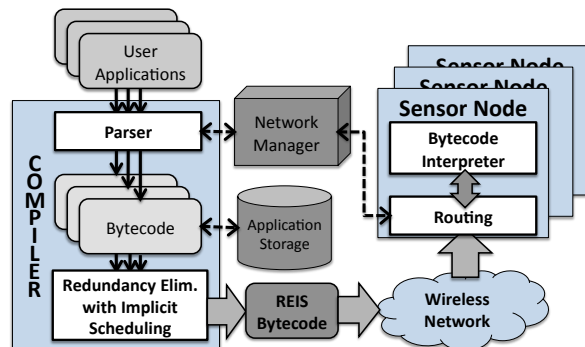 User
Applications
COMPILER
Parser
Bytecode
Redundancy Elim.
with Implicit
Scheduling
Network
Manager
Application
Storage
REIS
Bytecode
Sensor Node
Sensor Node
Sensor Node
Bytecode
Interpreter
Routing
Wireless
Network